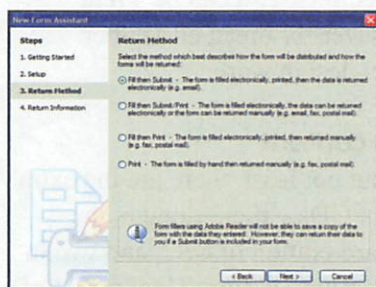 New Form Assistant
Steps
1. Getting Started
2. Setup
3. Return Method
4. Return Information
Return Method
Select the method which best describes how the form will be distributed and how the
forms will be returned:
Fill then Submit - The form is filled electronically, printed, then the data is returned
electronically (e.g. email).
Fill then Submit/Print - The form is filled electronically, the data can be returned
electronically or the form can be returned manually (e.g. email, fax, postal mail).
Fill then Print - The form is filled electronically, printed, then returned manually
(e.g. fax, postal mail).
Print - The form is filled by hand then returned manually (e.g. fax, postal mail).
Form fillers using Adobe Reader will not be able to save a copy of the
form with the data they entered. However, they can return their data to
you if a Submit button is included in your form.
< Back
Next >
Cancel